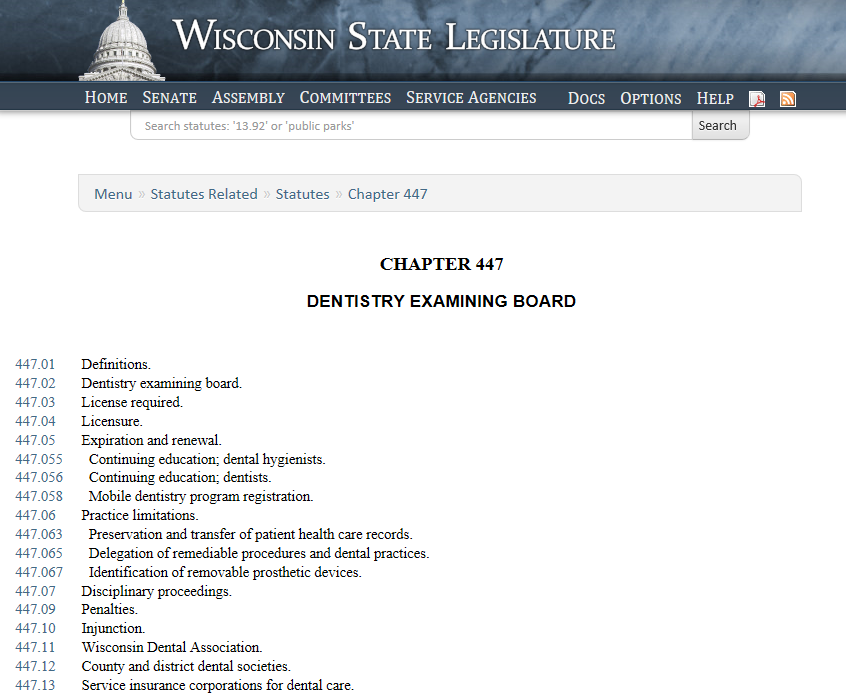 WISCONSIN STATE LEGISLATURE
HOME SENATE ASSEMBLY COMMITTEES SERVICE AGENCIES DOCS OPTIONS HELP
Search statutes: '13.92' or 'public parks' Search
Menu » Statutes Related » Statutes » Chapter 447
CHAPTER 447
DENTISTRY EXAMINING BOARD
447.01 Definitions.
447.02 Dentistry examining board.
447.03 License required.
447.04 Licensure.
447.05 Expiration and renewal.
447.055 Continuing education; dental hygienists.
447.056 Continuing education; dentists.
447.058 Mobile dentistry program registration.
447.06 Practice limitations.
447.063 Preservation and transfer of patient health care records.
447.065 Delegation of remediable procedures and dental practices.
447.067 Identification of removable prosthetic devices.
447.07 Disciplinary proceedings.
447.09 Penalties.
447.10 Injunction.
447.11 Wisconsin Dental Association.
447.12 County and district dental societies.
447.13 Service insurance corporations for dental care.